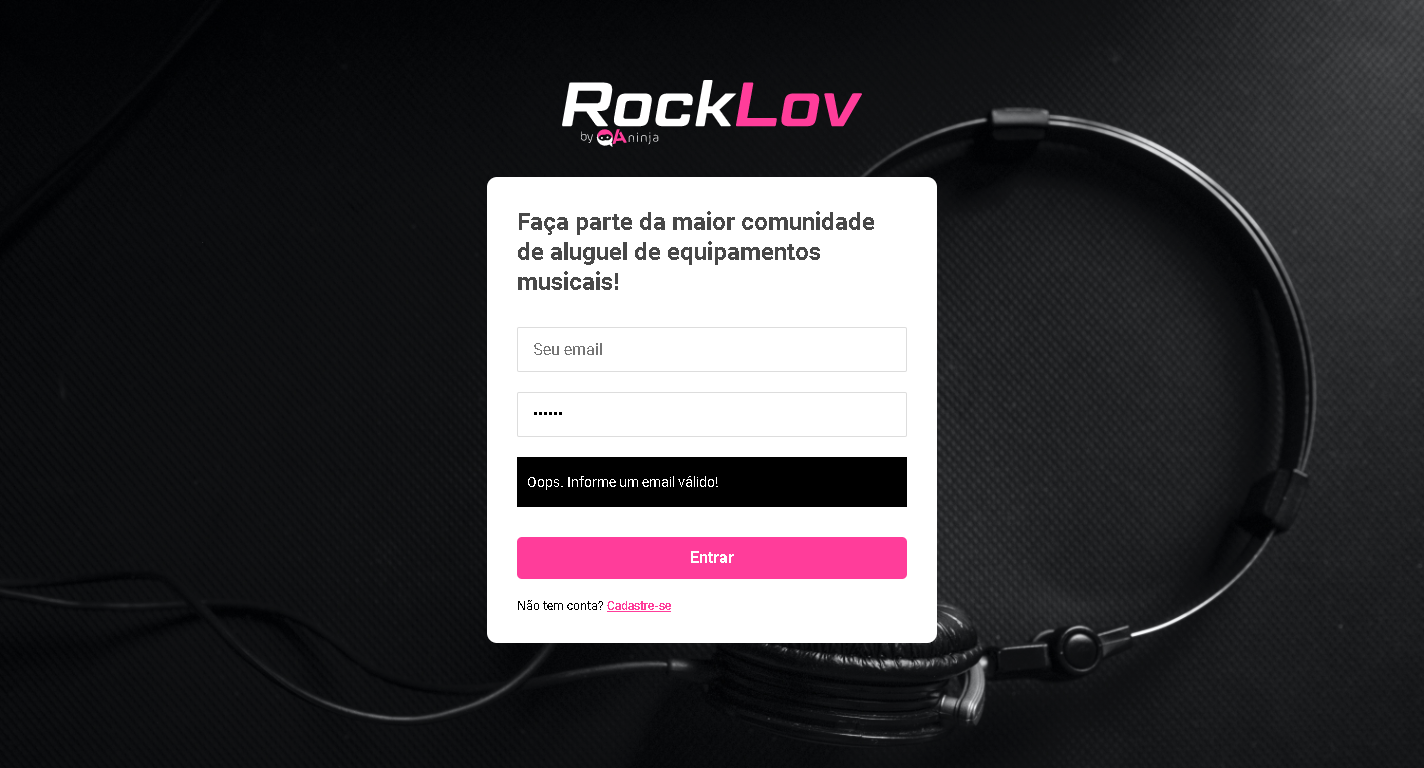 RockLov
by QAninja
Faça parte da maior comunidade
de aluguel de equipamentos
musicais!
Seu email
••••••
Oops. Informe um email válido!
Entrar
Não tem conta? Cadastre-se